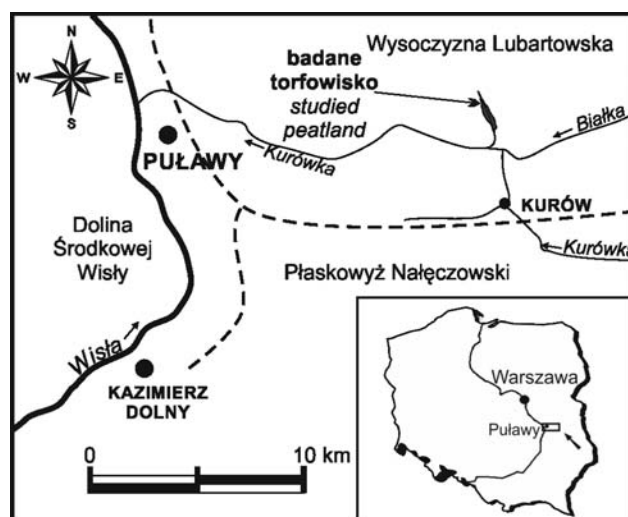 N
W E
S
Wysoczyzna Lubartowska
badane
torfowisko
studied
peatland
Białka
PUŁAWY
Kurówka
KURÓW
Dolina
Środkowej
Wisły
Kurówka
Płaskowyż Nałęczowski
Wisła
KAZIMIERZ
DOLNY
0 10 km
Warszawa
Puławy